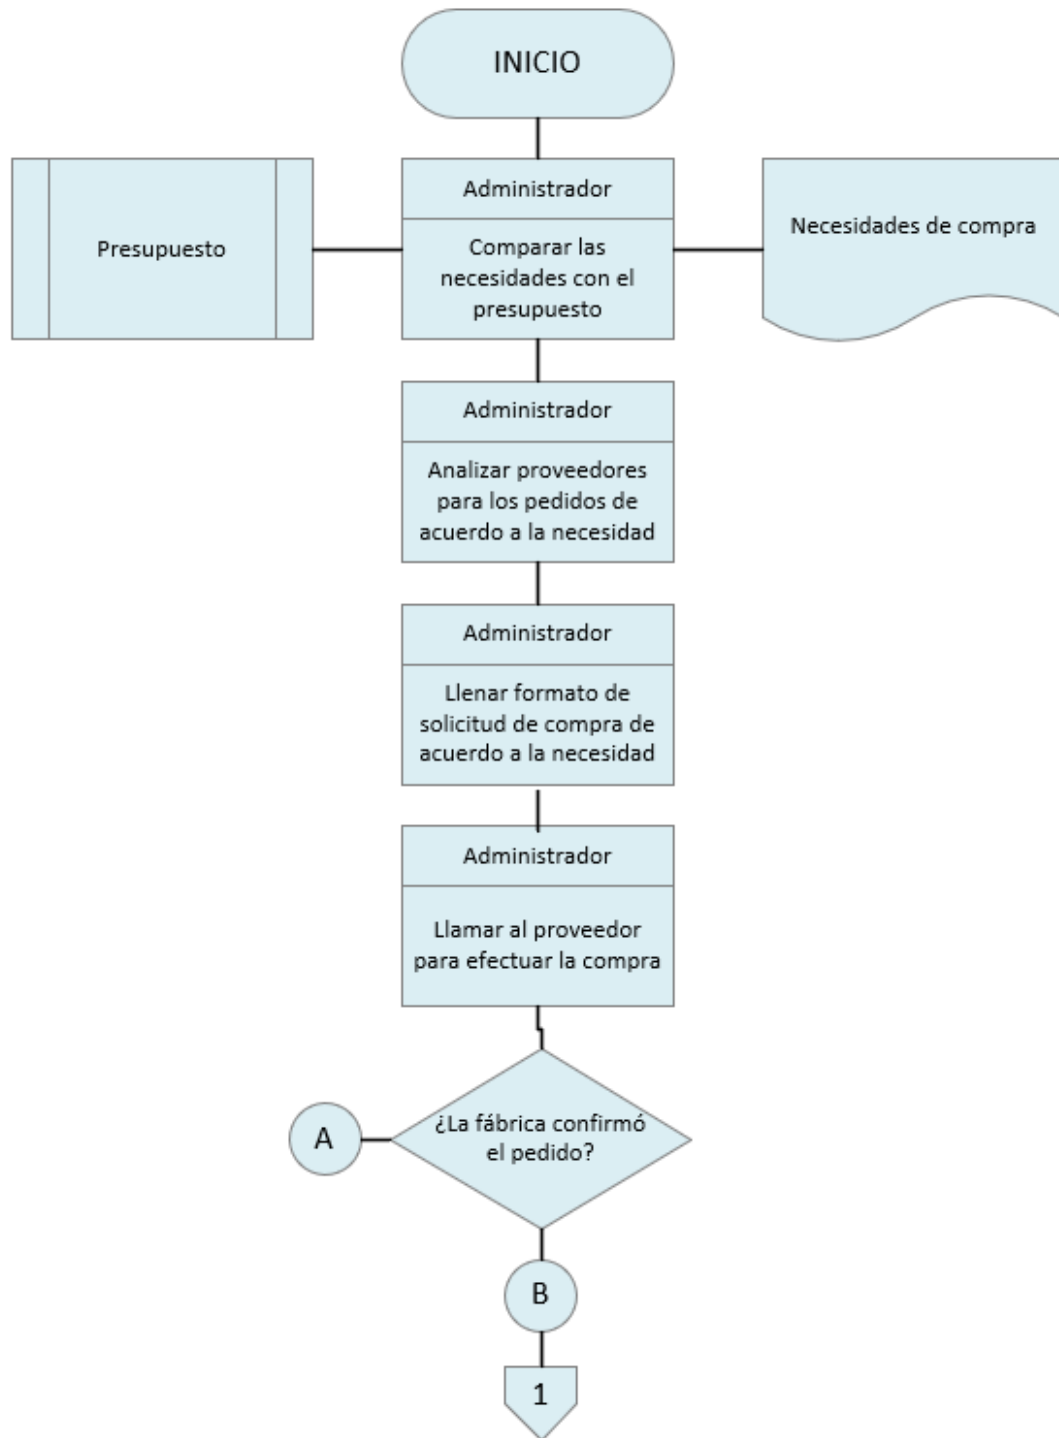 INICIO
Presupuesto
Administrador
Comparar las
necesidades con el
presupuesto
Necesidades de compra
Administrador
Analizar proveedores
para los pedidos de
acuerdo a la necesidad
Administrador
Llenar formato de
solicitud de compra de
acuerdo a la necesidad
Administrador
Llamar al proveedor
para efectuar la compra
¿La fábrica confirmó
el pedido?
A
B
1